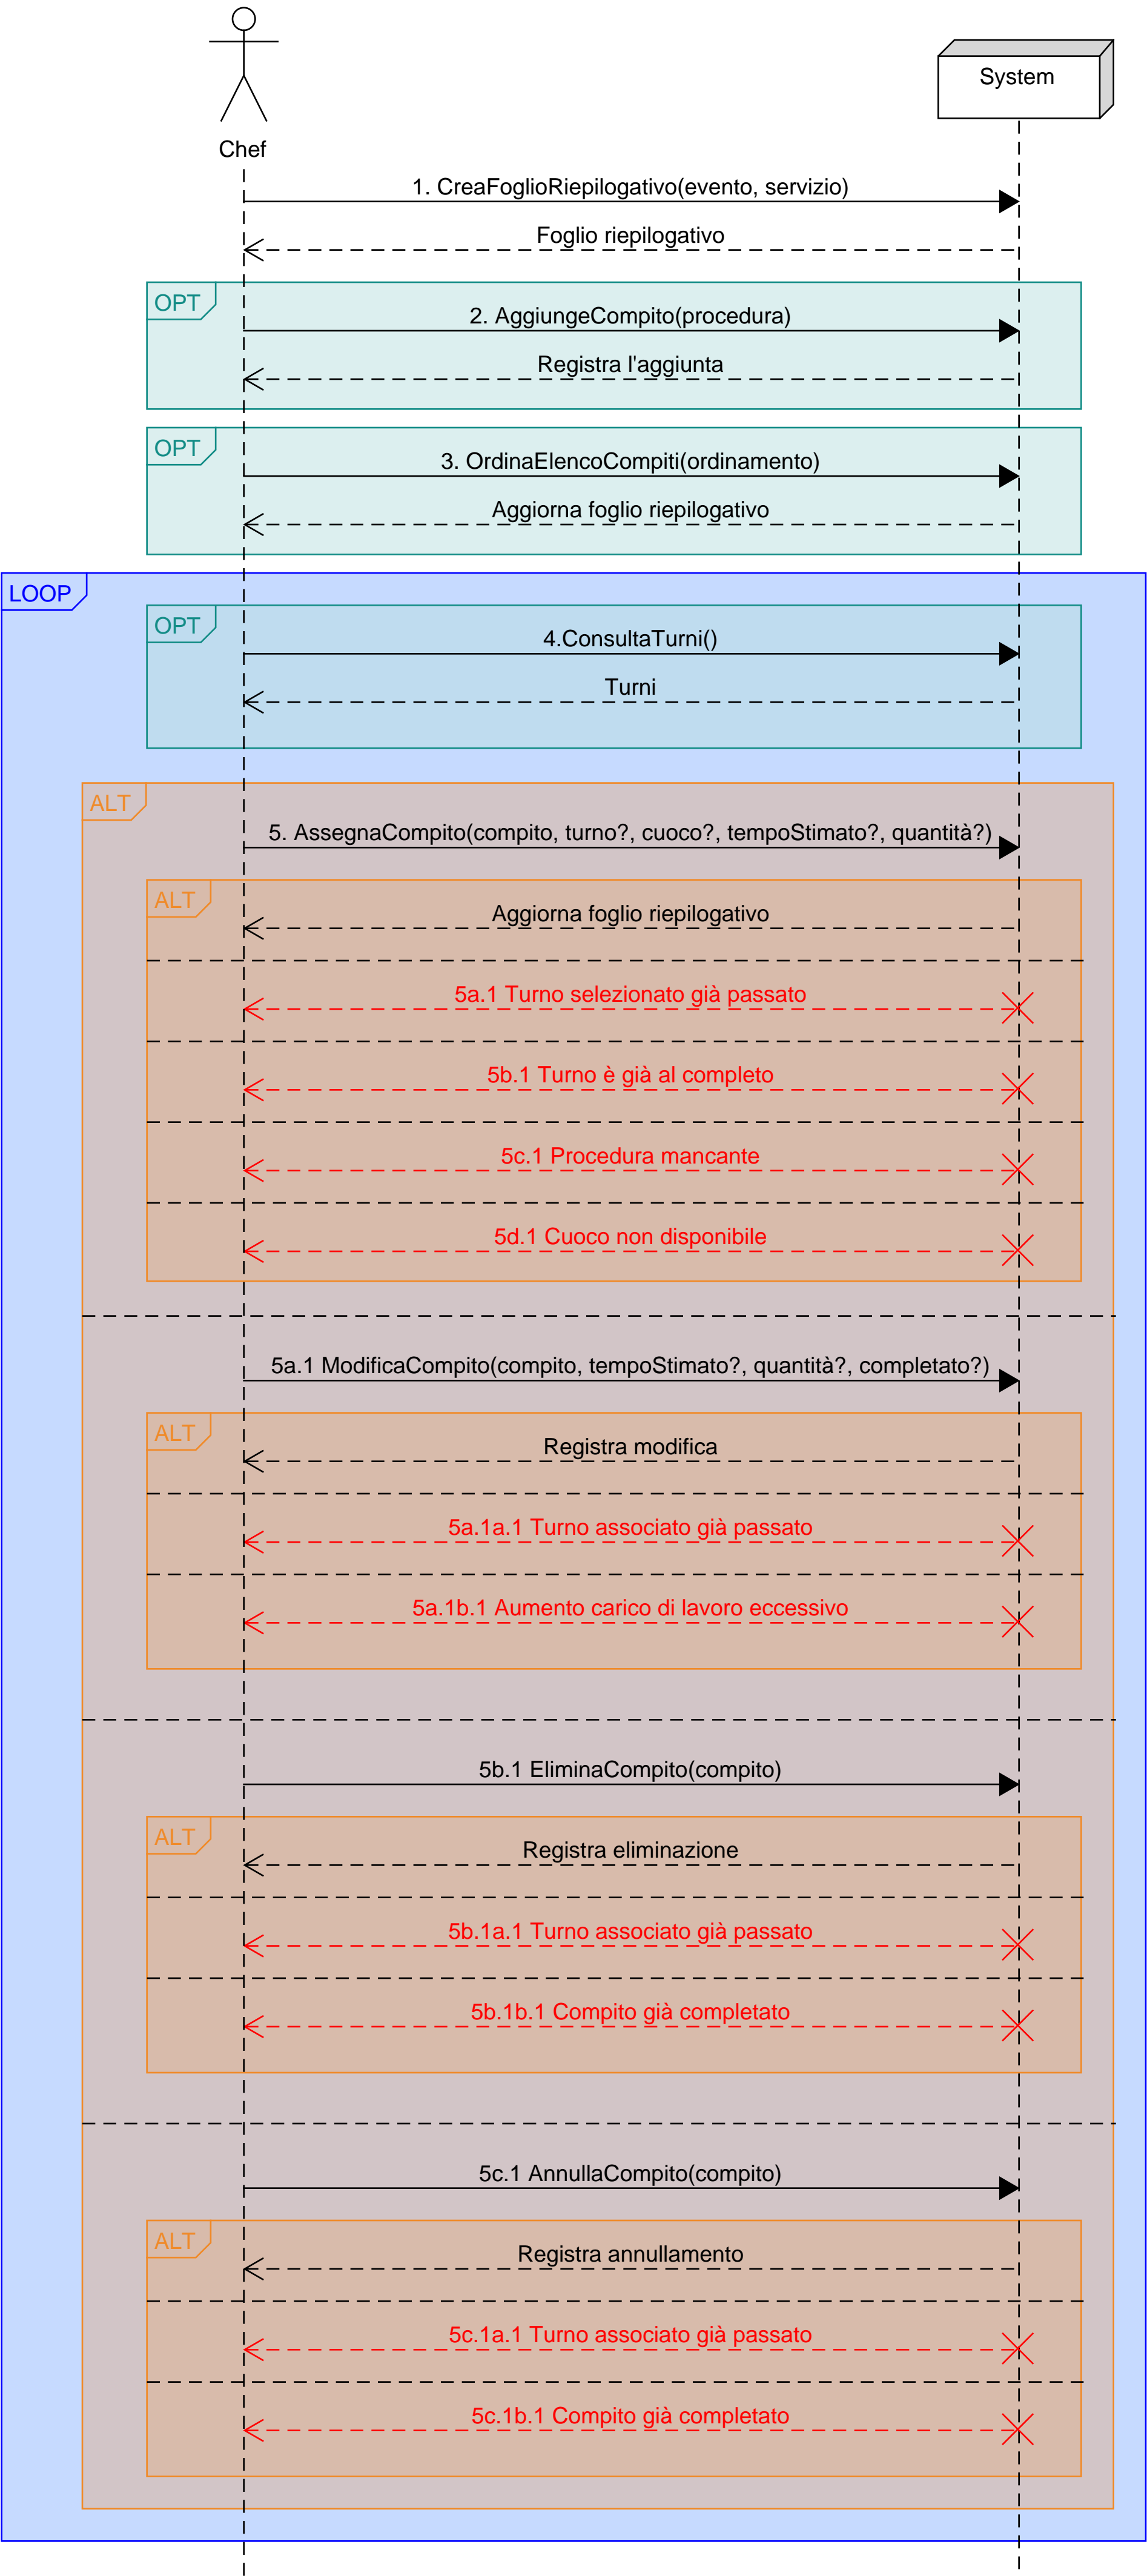 System
Chef
1. CreaFoglioRiepilogativo(evento, servizio)
Foglio riepilogativo
OPT
2. AggiungeCompito(procedura)
Registra l'aggiunta
OPT
3. OrdinaElencoCompiti(ordinamento)
Aggiorna foglio riepilogativo
LOOP
OPT
4.ConsultaTurni()
Turni
ALT
5. AssegnaCompito(compito, turno?, cuoco?, tempoStimato?, quantità?)
ALT
Aggiorna foglio riepilogativo
5a.1 Turno selezionato già passato
5b.1 Turno è già al completo
5c.1 Procedura mancante
5d.1 Cuoco non disponibile
5a.1 ModificaCompito(compito, tempoStimato?, quantità?, completato?)
ALT
Registra modifica
5a.1a.1 Turno associato già passato
5a.1b.1 Aumento carico di lavoro eccessivo
5b.1 EliminaCompito(compito)
ALT
Registra eliminazione
5b.1a.1 Turno associato già passato
5b.1b.1 Compito già completato
5c.1 AnnullaCompito(compito)
ALT
Registra annullamento
5c.1a.1 Turno associato già passato
5c.1b.1 Compito già completato